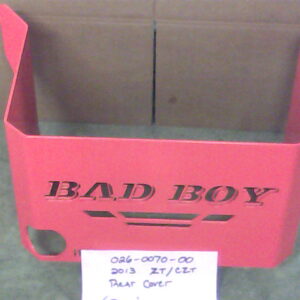 BAD BOY
026-0070-00
2013 ZT/CZT
Rear Cover